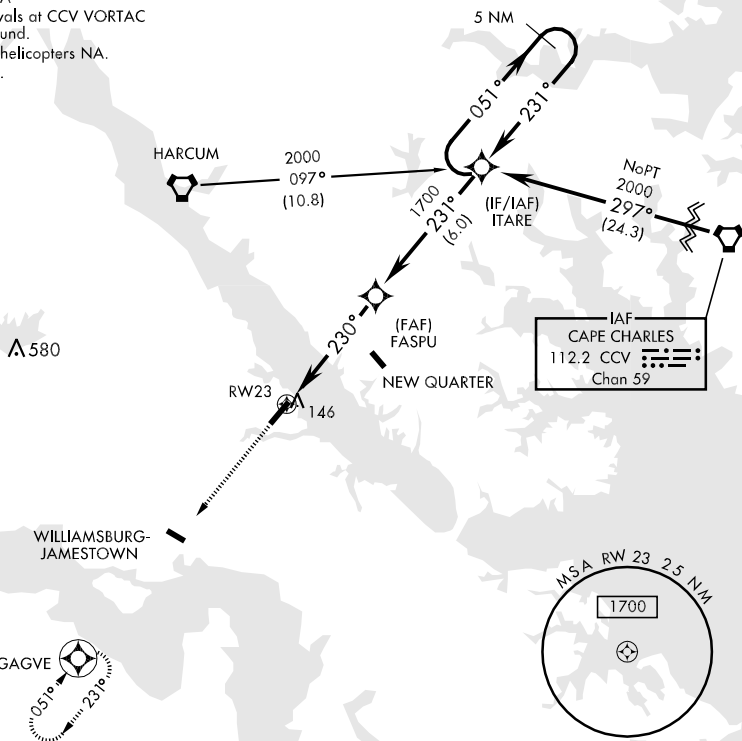 vals at CCV VORTAC
und.
helicopters NA.
5 NM
051°
231°
HARCUM
2000
097°
(10.8)
NoPT
2000
297°
(24.3)
(IF/IAF)
ITARE
1700
231°
(6.0)
(FAF)
FASPU
230°
IAF
CAPE CHARLES
112.2 CCV
Chan 59
580
NEW QUARTER
RW23
146
WILLIAMSBURG-
JAMESTOWN
MSA RW 23 25 NM
1700
GAGVE
051°
231°